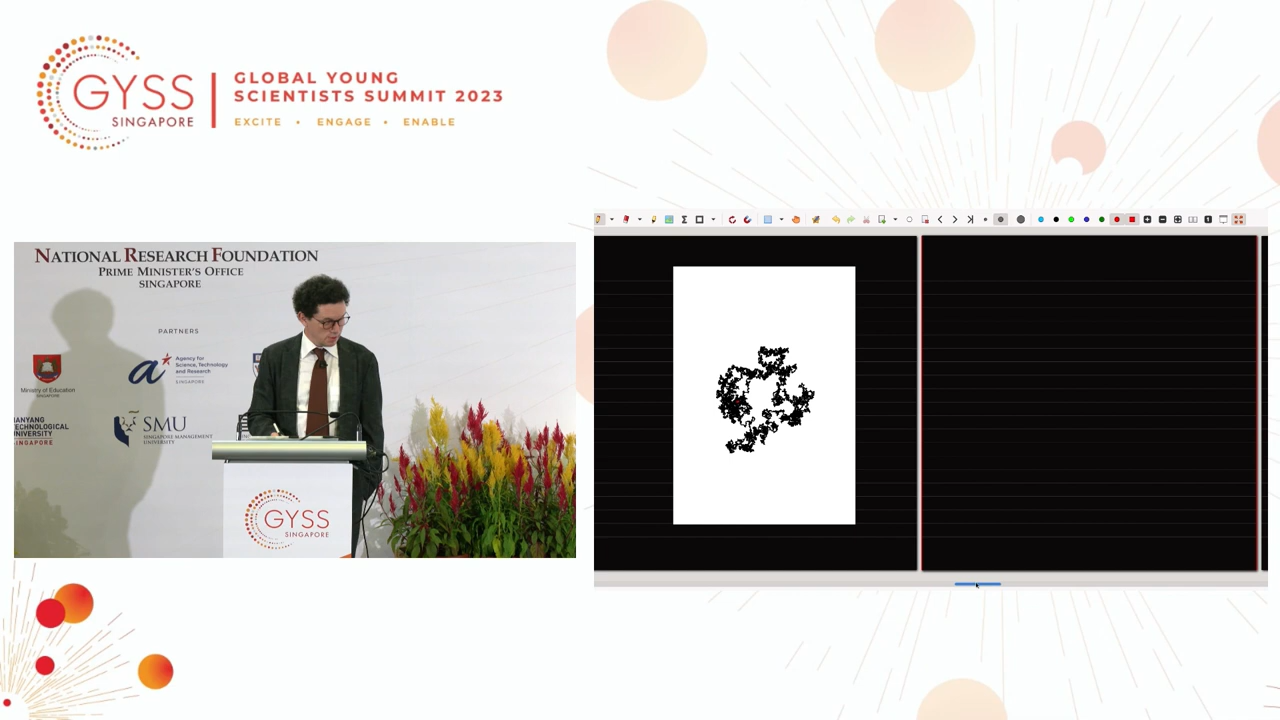 GYSS
SINGAPORE
GLOBAL YOUNG
SCIENTISTS SUMMIT 2023
EXCITE • ENGAGE • ENABLE
NATIONAL RESEARCH FOUNDATION
PRIME MINISTER'S OFFICE
SINGAPORE
PARTNERS
Ministry of Education
SINGAPORE
Agency for
Science, Technology
and Research
SINGAPORE
ANYANG
TECHNOLOGICAL
UNIVERSITY
SINGAPORE
SMU
SINGAPORE MANAGEMENT
UNIVERSITY
GYSS
SINGAPORE